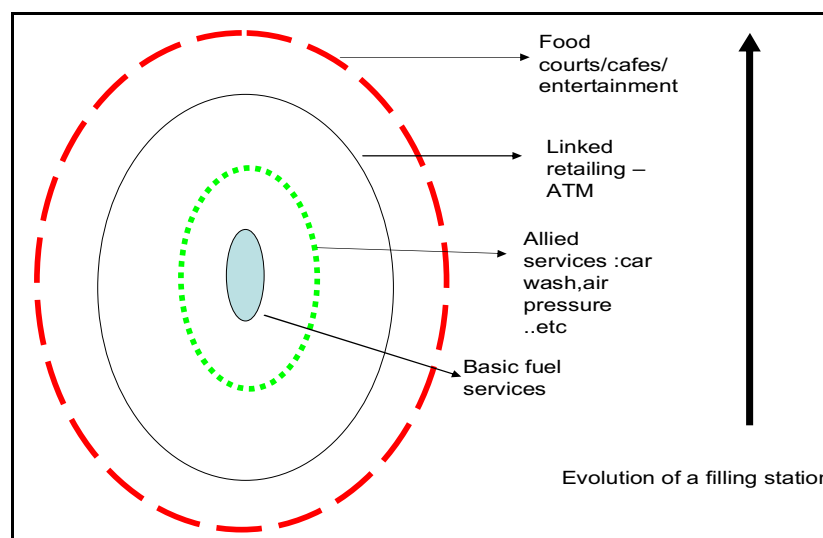 Food
courts/cafes/
entertainment
Linked
retailing –
ATM
Allied
services :car
wash,air
pressure
..etc
Basic fuel
services
Evolution of a filling station